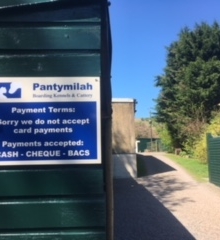 Pantymilah
Boarding Kennels & Cattery
Payment Terms:
Sorry we do not accept
card payments
Payments accepted:
CASH - CHEQUE - BACS